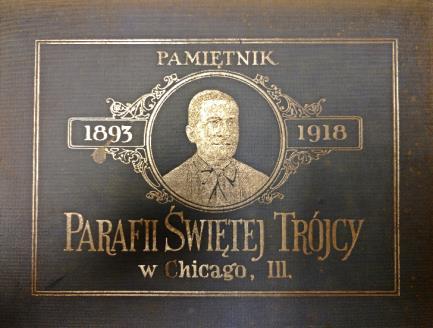 PAMIĘTNIK
1893 1918
PARAFII ŚWIĘTEJ TRÓJCY
w Chicago, Ill.